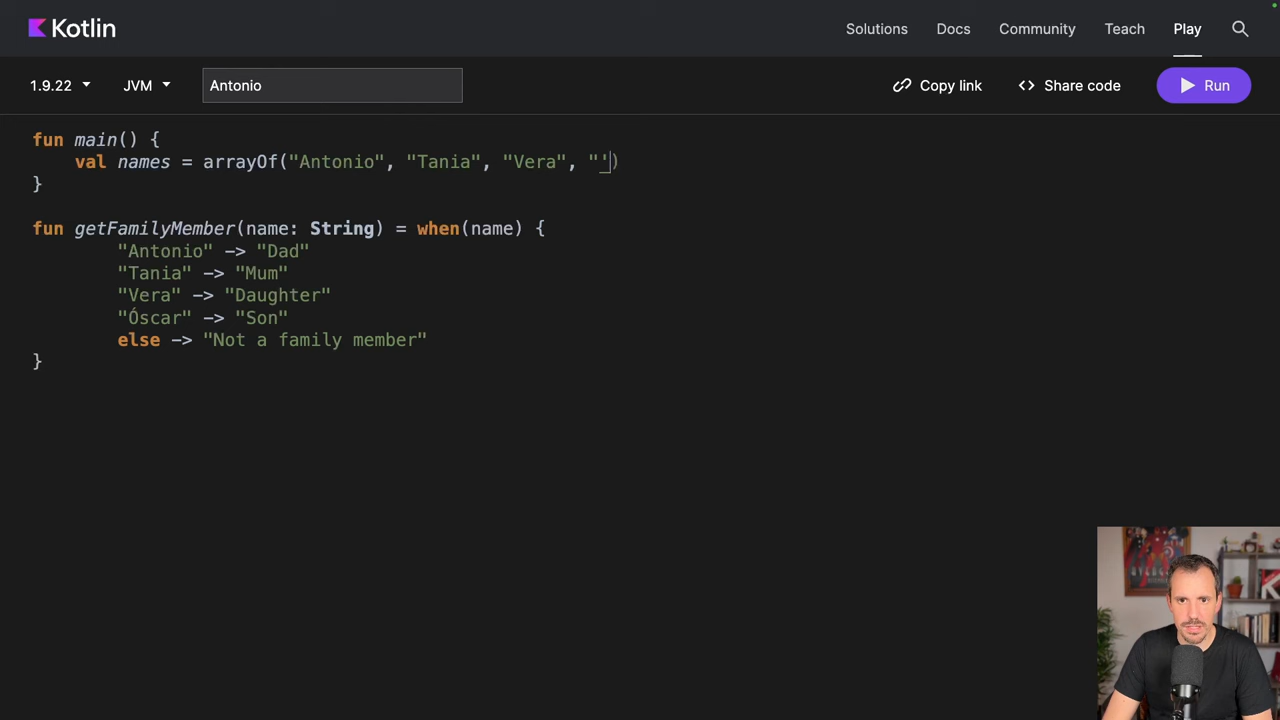 Kotlin
Solutions
Docs
Community
Teach
Play
1.9.22
JVM
Antonio
Copy link
Share code
Run
fun main() {
val names = arrayOf("Antonio", "Tania", "Vera", "')
}
fun getFamilyMember(name: String) = when(name) {
"Antonio" -> "Dad"
"Tania" -> "Mum"
"Vera" -> "Daughter"
"Óscar" -> "Son"
else -> "Not a family member"
}